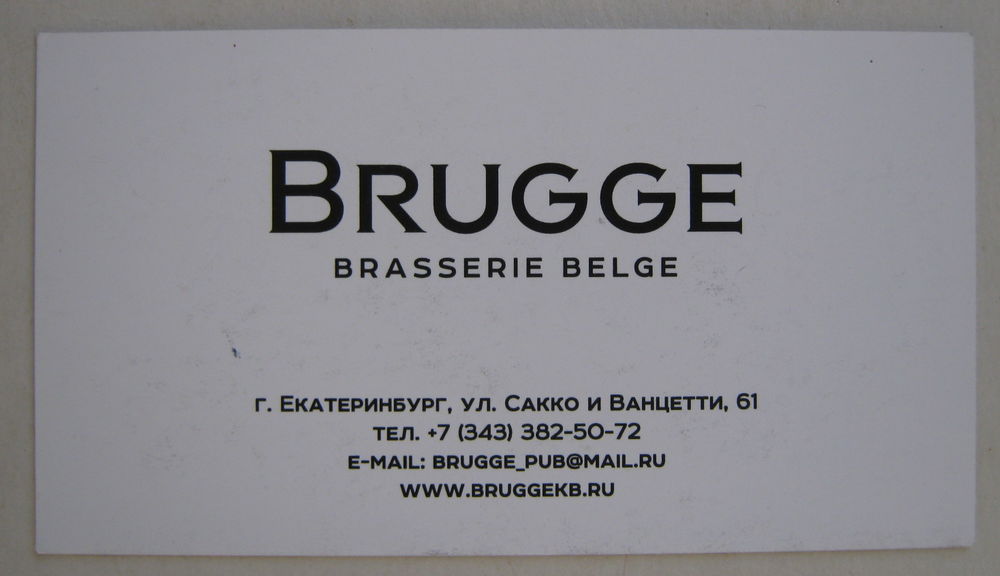 BRUGGE
BRASSERIE BELGE
г. Екатеринбург, ул. Сакко и Ванцетти, 61
тел. +7 (343) 382-50-72
E-MAIL: BRUGGE_PUB@MAIL.RU
WWW.BRUGGEKB.RU